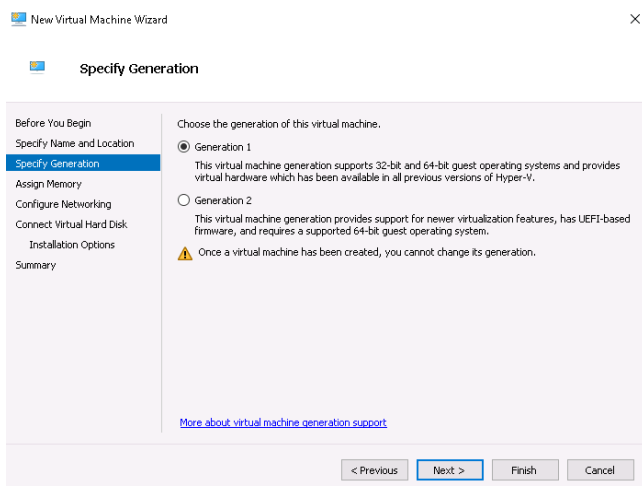 New Virtual Machine Wizard
Specify Generation
Before You Begin
Specify Name and Location
Specify Generation
Assign Memory
Configure Networking
Connect Virtual Hard Disk
Installation Options
Summary
Choose the generation of this virtual machine.
Generation 1
This virtual machine generation supports 32-bit and 64-bit guest operating systems and provides
virtual hardware which has been available in all previous versions of Hyper-V.
Generation 2
This virtual machine generation provides support for newer virtualization features, has UEFI-based
firmware, and requires a supported 64-bit guest operating system.
Once a virtual machine has been created, you cannot change its generation.
More about virtual machine generation support
< Previous
Next >
Finish
Cancel